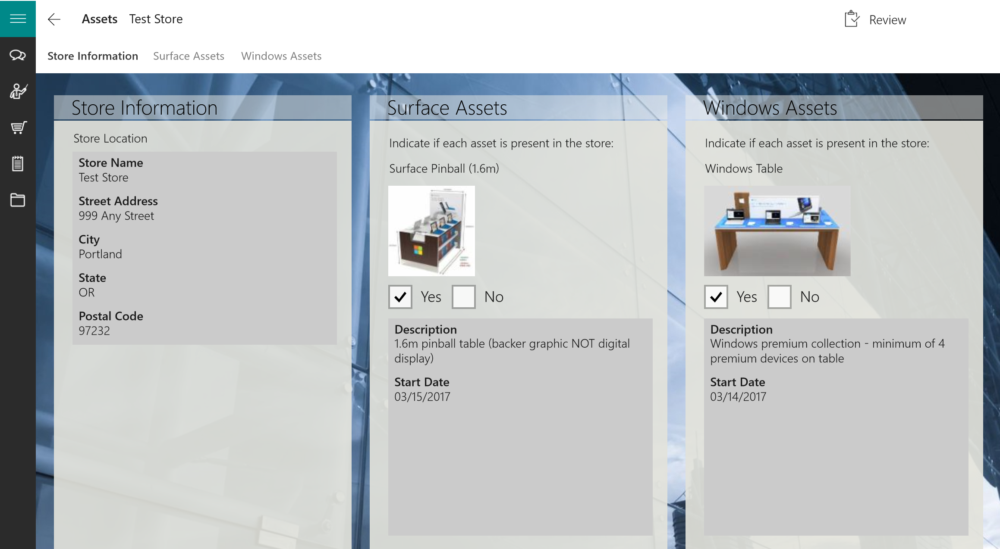 Assets Test Store
Review
Store Information Surface Assets Windows Assets
Store Information
Store Location
Store Name
Test Store
Street Address
999 Any Street
City
Portland
State
OR
Postal Code
97232
Surface Assets
Indicate if each asset is present in the store:
Surface Pinball (1.6m)
Yes No
Description
1.6m pinball table (backer graphic NOT digital
display)
Start Date
03/15/2017
Windows Assets
Indicate if each asset is present in the store:
Windows Table
Yes No
Description
Windows premium collection - minimum of 4
premium devices on table
Start Date
03/14/2017